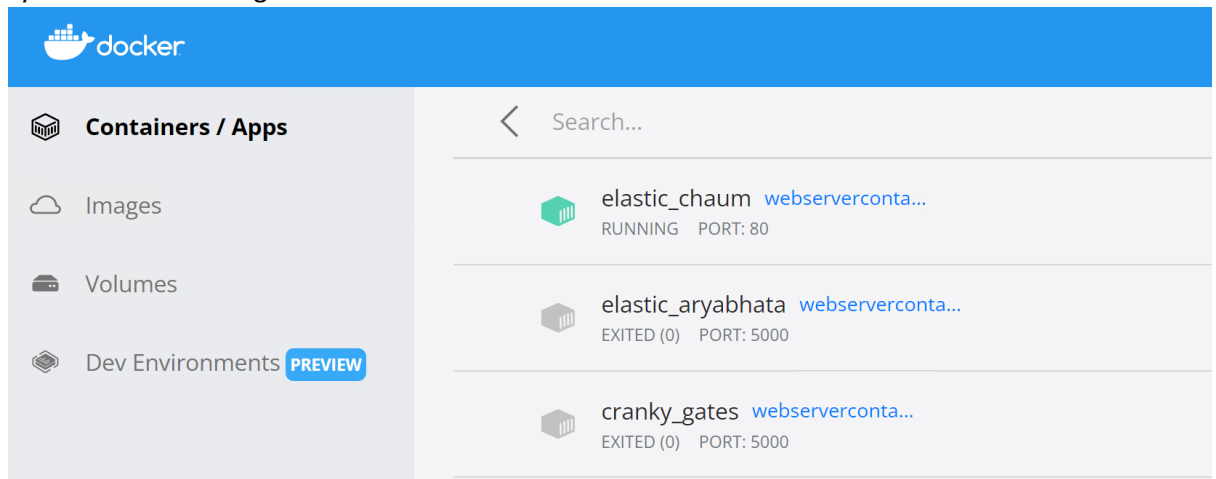 docker
Containers / Apps
Images
Volumes
Dev Environments PREVIEW
Search...
elastic_chaum webserverconta...
RUNNING PORT: 80
elastic_aryabhata webserverconta...
EXITED (0) PORT: 5000
cranky_gates webserverconta...
EXITED (0) PORT: 5000